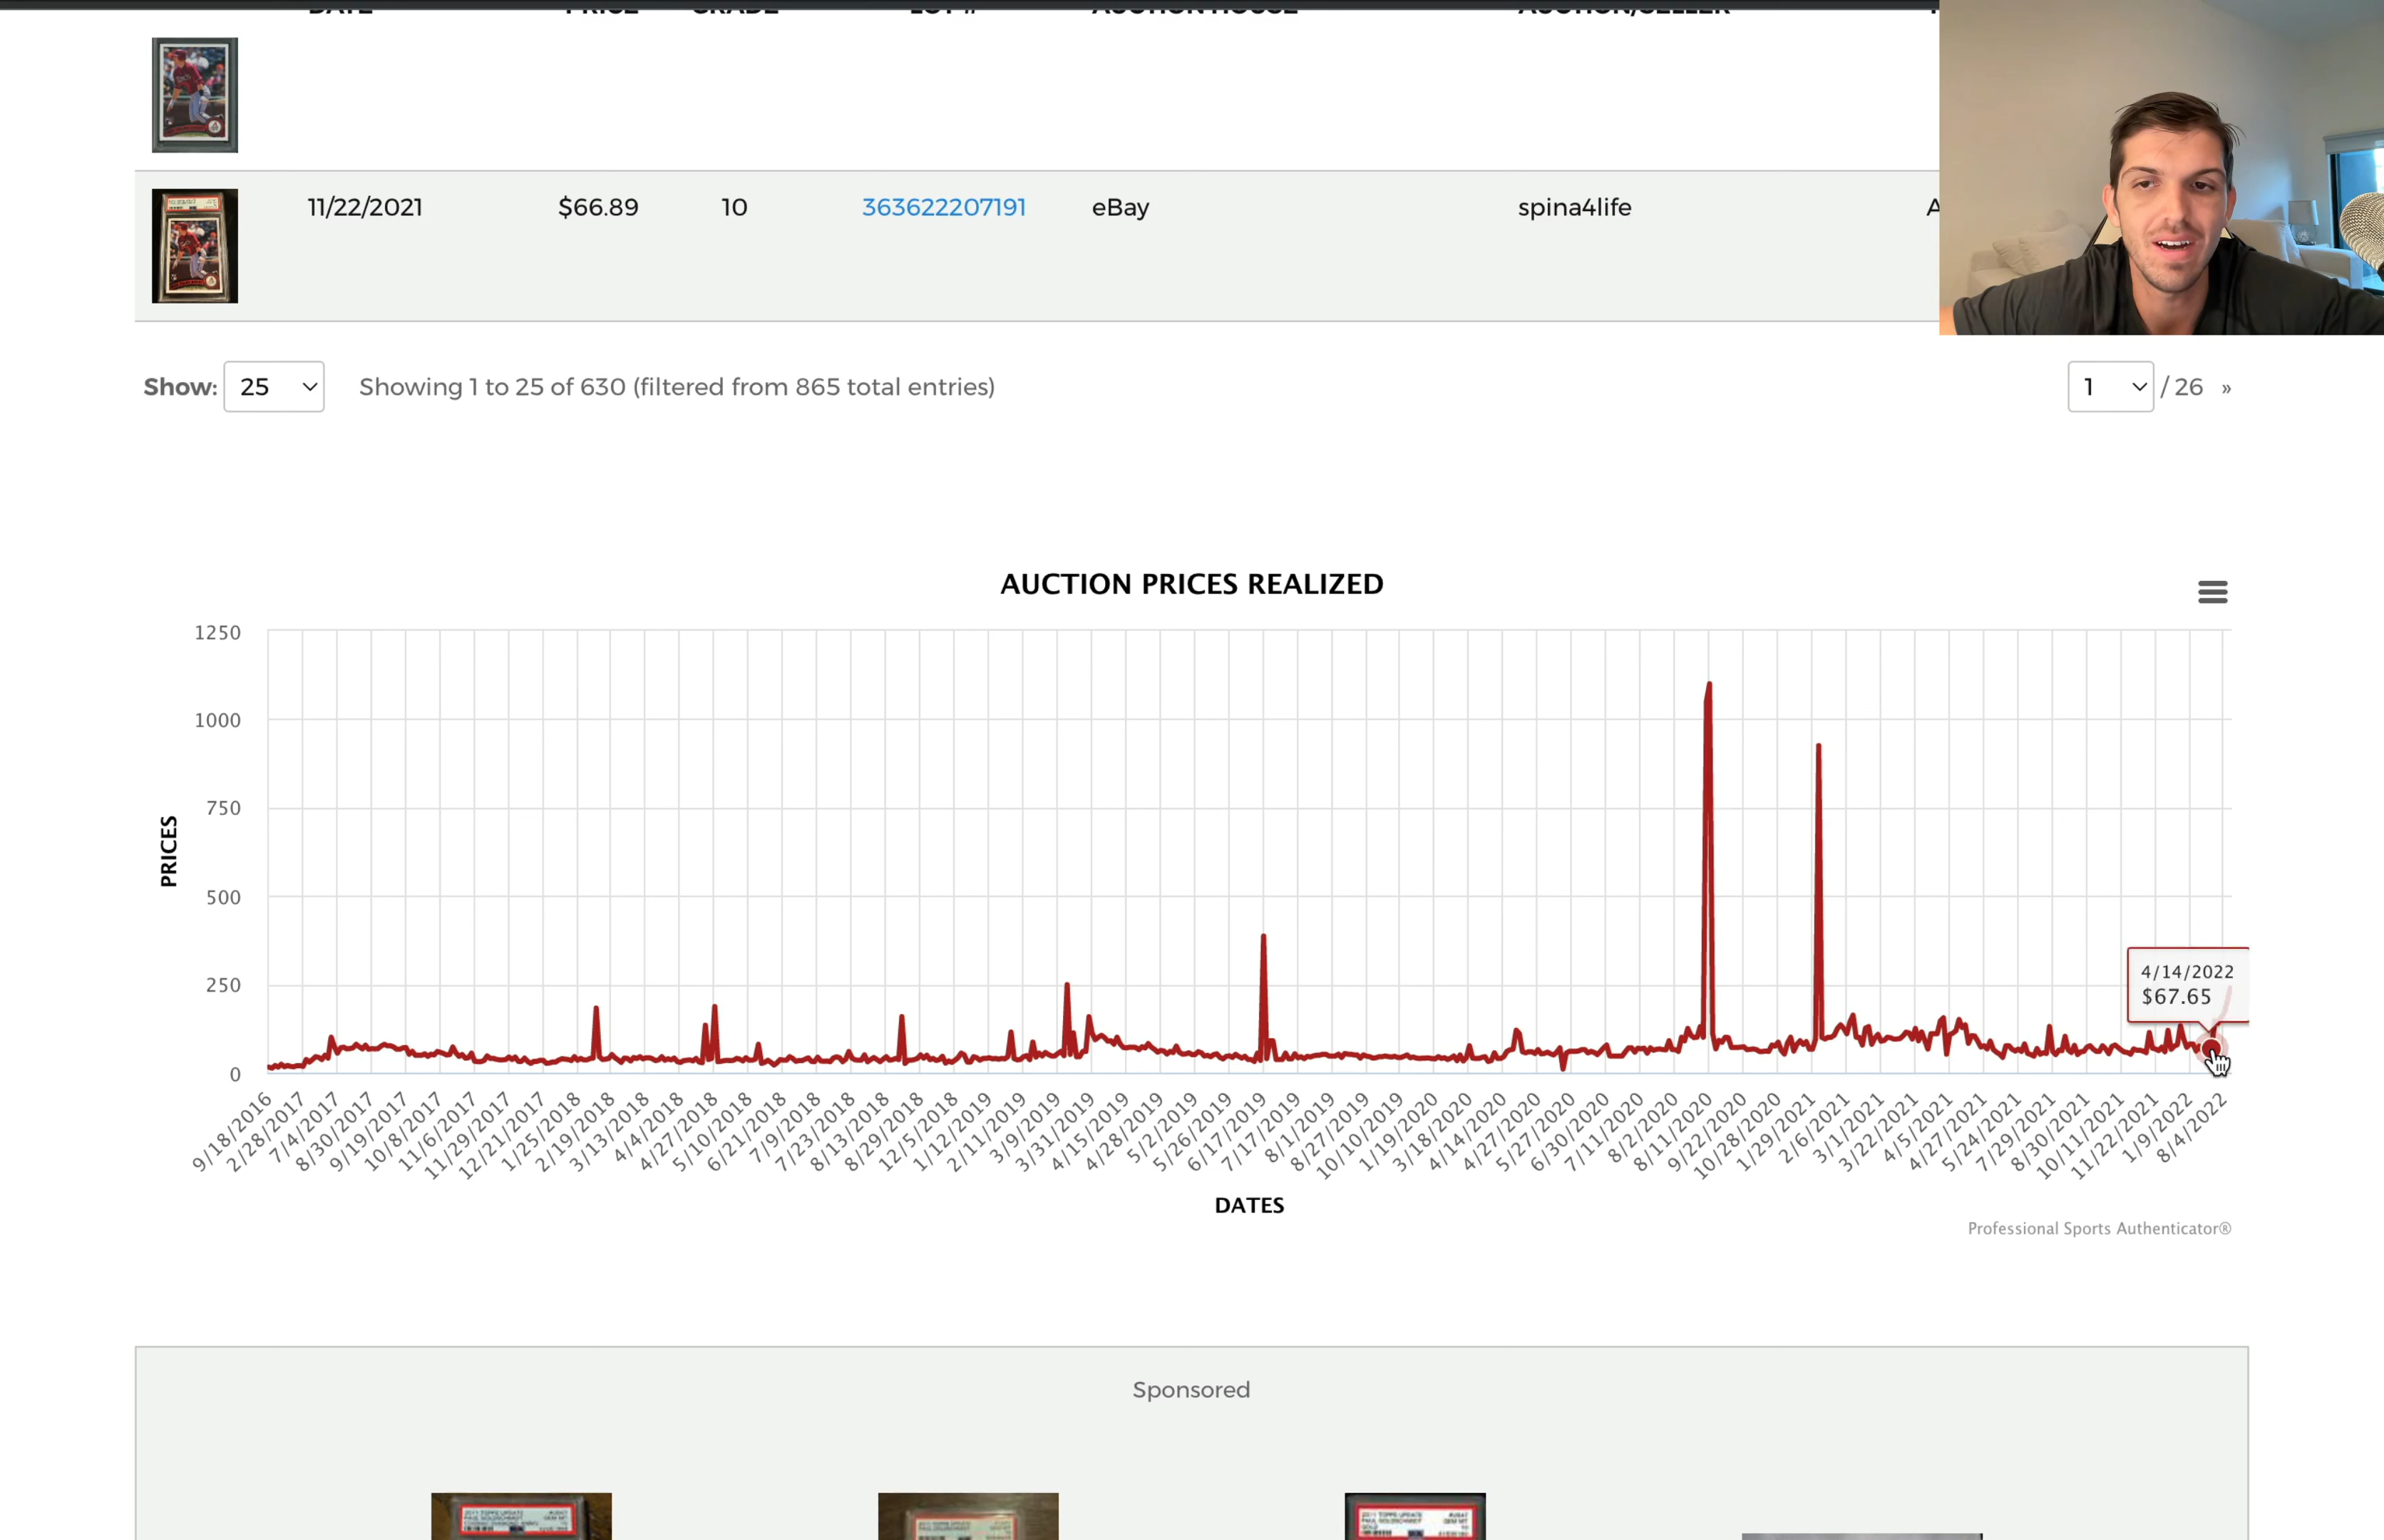 DATE PRICE GRADE LOT # AUCTION HOUSE AUCTION/SELLER
11/22/2021 $66.89 10 363622207191 eBay spina4life A
Show: 25 Showing 1 to 25 of 630 (filtered from 865 total entries) 1 / 26 »
AUCTION PRICES REALIZED
1250
1000
750
500
250
0
PRICES
4/14/2022
$67.65
9/18/2016 2/28/2017 7/4/2017 8/30/2017 9/19/2017 10/8/2017 11/6/2017 11/29/2017 12/21/2017 1/25/2018 2/19/2018 3/13/2018 4/4/2018 4/27/2018 5/10/2018 6/21/2018 7/9/2018 7/23/2018 8/13/2018 8/29/2018 12/5/2018 1/12/2019 2/11/2019 3/9/2019 3/31/2019 4/15/2019 4/28/2019 5/2/2019 5/26/2019 6/17/2019 7/17/2019 8/1/2019 8/27/2019 10/10/2019 1/19/2020 3/18/2020 4/14/2020 4/27/2020 5/27/2020 6/30/2020 7/11/2020 8/2/2020 8/11/2020 9/22/2020 10/28/2020 1/29/2021 2/6/2021 3/1/2021 3/22/2021 4/5/2021 4/27/2021 5/24/2021 7/29/2021 8/30/2021 10/11/2021 11/22/2021 1/9/2022 8/4/2022
DATES
Professional Sports Authenticator®
Sponsored